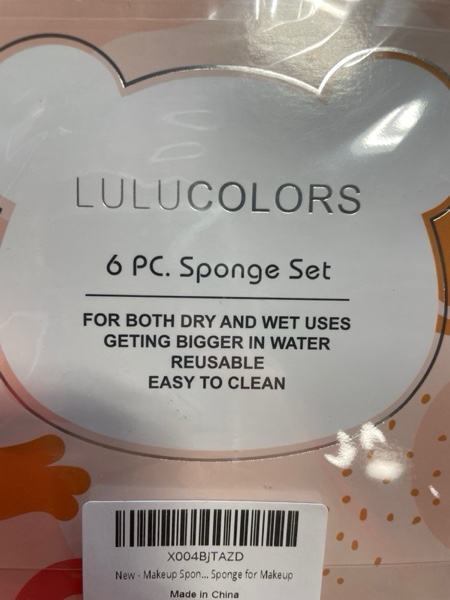 LULUCOLORS
6 PC. Sponge Set
FOR BOTH DRY AND WET USES
GETING BIGGER IN WATER
REUSABLE
EASY TO CLEAN
X004BJTAZD
New - Makeup Spon... Sponge for Makeup
Made in China